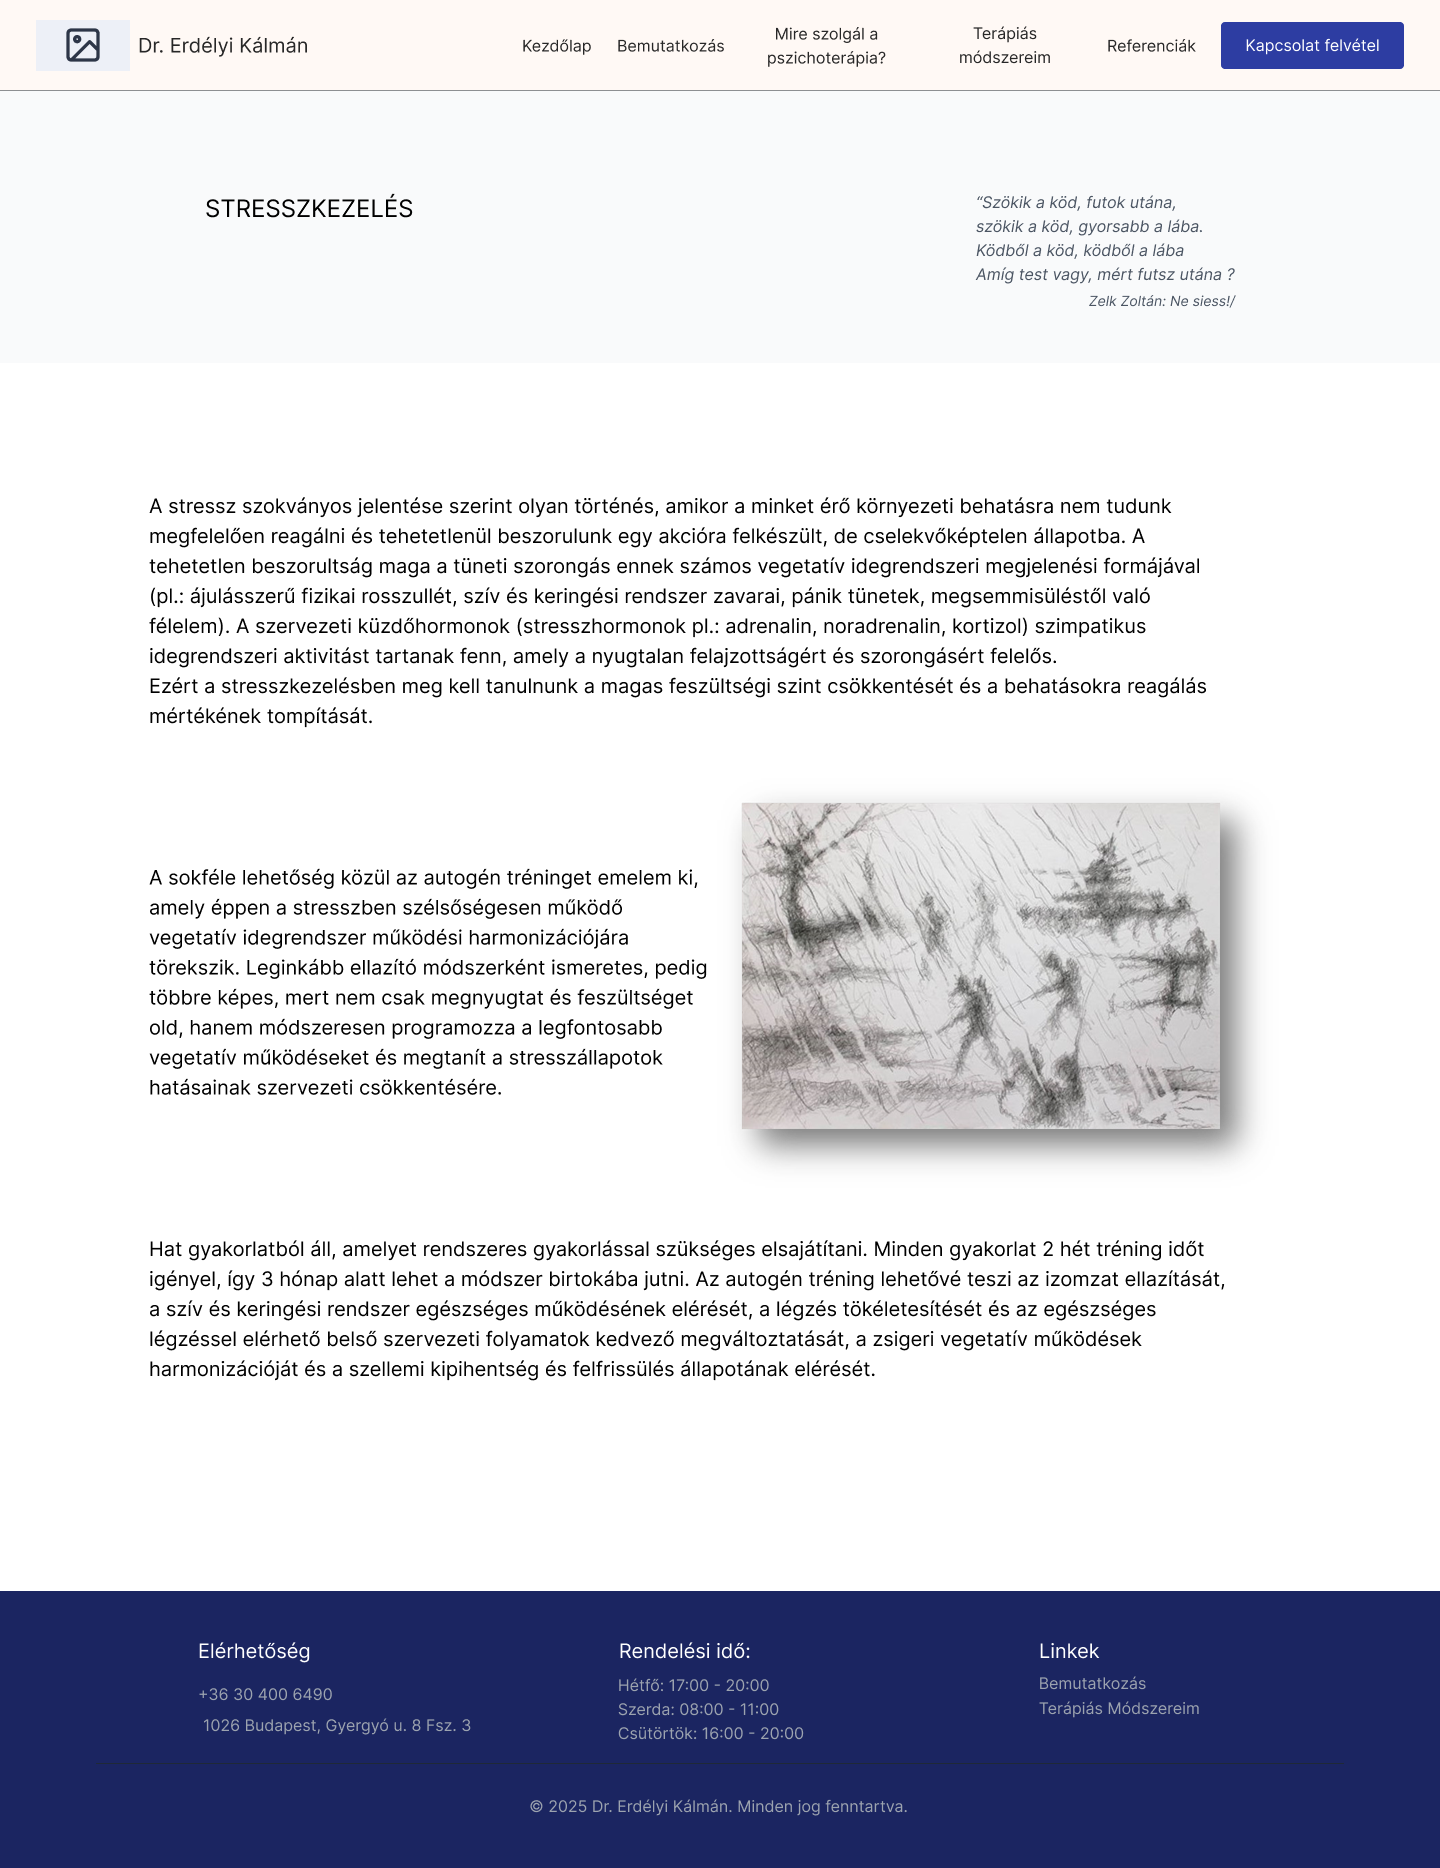 Dr. Erdélyi Kálmán
Kezdőlap
Bemutatkozás
Mire szolgál a
pszichoterápia?
Terápiás
módszereim
Referenciák
Kapcsolat felvétel
STRESSZKEZELÉS
“Szökik a köd, futok utána,
szökik a köd, gyorsabb a lába.
Ködből a köd, ködből a lába
Amíg test vagy, mért futsz utána ?
Zelk Zoltán: Ne siess!/
A stressz szokványos jelentése szerint olyan történés, amikor a minket érő környezeti behatásra nem tudunk
megfelelően reagálni és tehetetlenül beszorulunk egy akcióra felkészült, de cselekvőképtelen állapotba. A
tehetetlen beszorultság maga a tüneti szorongás ennek számos vegetatív idegrendszeri megjelenési formájával
(pl.: ájulásszerű fizikai rosszullét, szív és keringési rendszer zavarai, pánik tünetek, megsemmisüléstől való
félelem). A szervezeti küzdőhormonok (stresszhormonok pl.: adrenalin, noradrenalin, kortizol) szimpatikus
idegrendszeri aktivitást tartanak fenn, amely a nyugtalan felajzottságért és szorongásért felelős.
Ezért a stresszkezelésben meg kell tanulnunk a magas feszültségi szint csökkentését és a behatásokra reagálás
mértékének tompítását.
A sokféle lehetőség közül az autogén tréninget emelem ki,
amely éppen a stresszben szélsőségesen működő
vegetatív idegrendszer működési harmonizációjára
törekszik. Leginkább ellazító módszerként ismeretes, pedig
többre képes, mert nem csak megnyugtat és feszültséget
old, hanem módszeresen programozza a legfontosabb
vegetatív működéseket és megtanít a stresszállapotok
hatásainak szervezeti csökkentésére.
Hat gyakorlatból áll, amelyet rendszeres gyakorlással szükséges elsajátítani. Minden gyakorlat 2 hét tréning időt
igényel, így 3 hónap alatt lehet a módszer birtokába jutni. Az autogén tréning lehetővé teszi az izomzat ellazítását,
a szív és keringési rendszer egészséges működésének elérését, a légzés tökéletesítését és az egészséges
légzéssel elérhető belső szervezeti folyamatok kedvező megváltoztatását, a zsigeri vegetatív működések
harmonizációját és a szellemi kipihentség és felfrissülés állapotának elérését.
Elérhetőség
+36 30 400 6490
1026 Budapest, Gyergyó u. 8 Fsz. 3
Rendelési idő:
Hétfő: 17:00 - 20:00
Szerda: 08:00 - 11:00
Csütörtök: 16:00 - 20:00
Linkek
Bemutatkozás
Terápiás Módszereim
© 2025 Dr. Erdélyi Kálmán. Minden jog fenntartva.